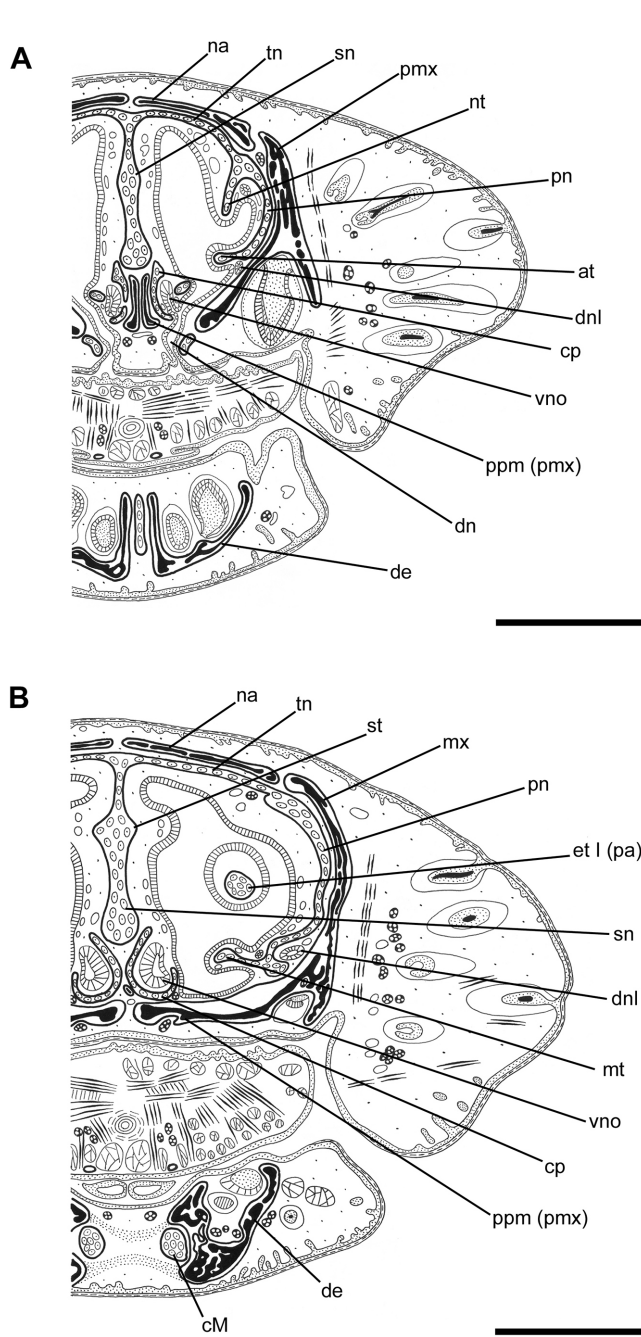 A
na
tn
sn
pmx
nt
pn
at
dnl
cp
vno
ppm (pmx)
dn
de
B
na
tn
st
mx
pn
et I (pa)
sn
dnl
mt
vno
cp
ppm (pmx)
de
cM